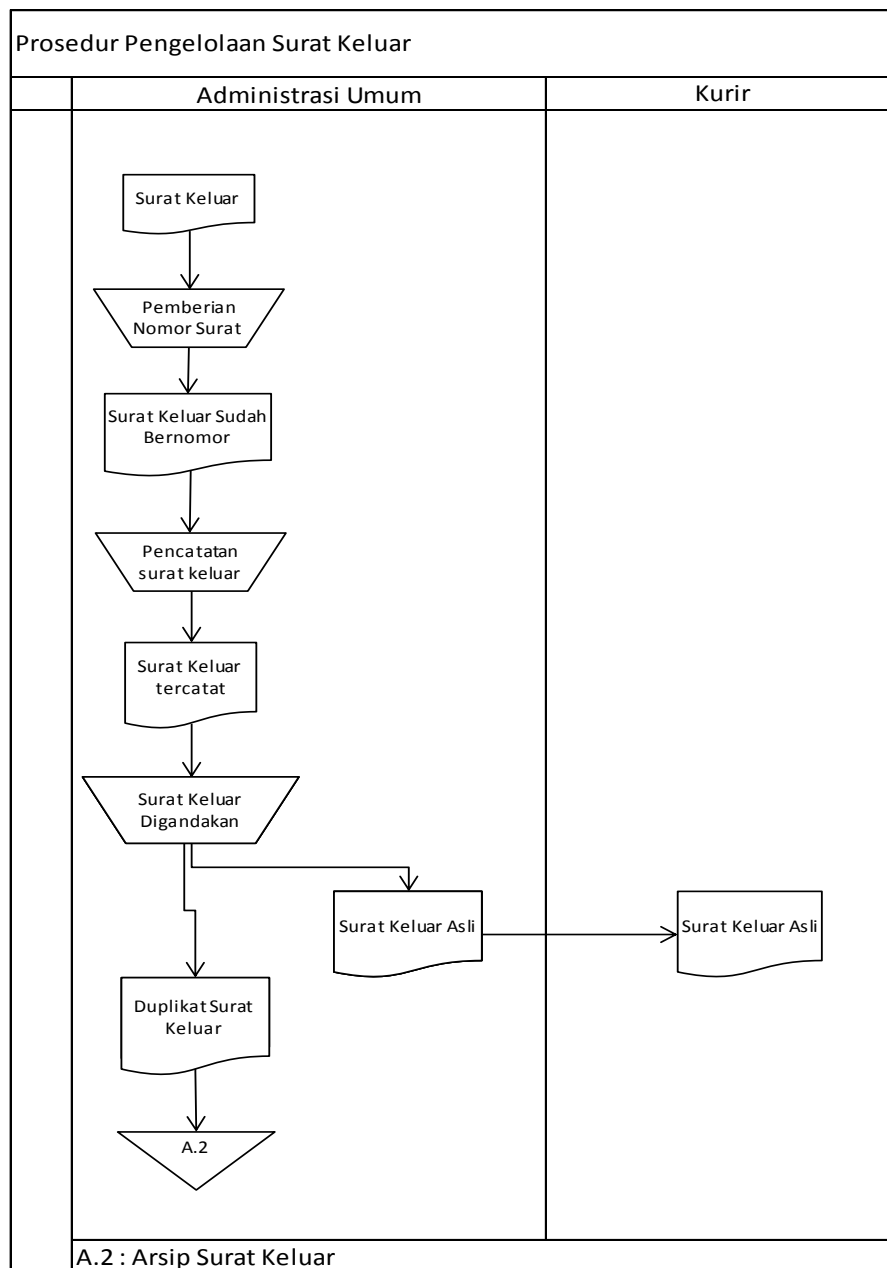 Prosedur Pengelolaan Surat Keluar
Administrasi Umum
Kurir
Surat Keluar
Pemberian
Nomor Surat
Surat Keluar Sudah
Bernomor
Pencatatan
surat keluar
Surat Keluar
tercatat
Surat Keluar
Digandakan
Surat Keluar Asli
Surat Keluar Asli
Duplikat Surat
Keluar
A.2
A.2 : Arsip Surat Keluar